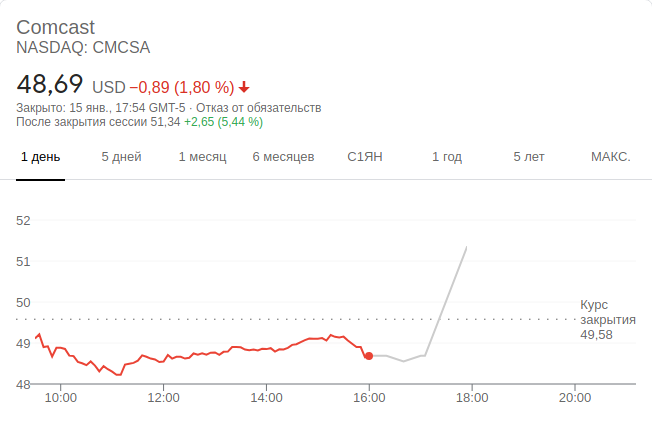 Comcast
NASDAQ: CMCSA
48,69 USD −0,89 (1,80 %)
Закрыто: 15 янв., 17:54 GMT-5 · Отказ от обязательств
После закрытия сессии 51,34 +2,65 (5,44 %)
1 день 5 дней 1 месяц 6 месяцев С1ЯН 1 год 5 лет МАКС.
52
51
50
Курс
закрытия
49,58
49
48
10:00 12:00 14:00 16:00 18:00 20:00